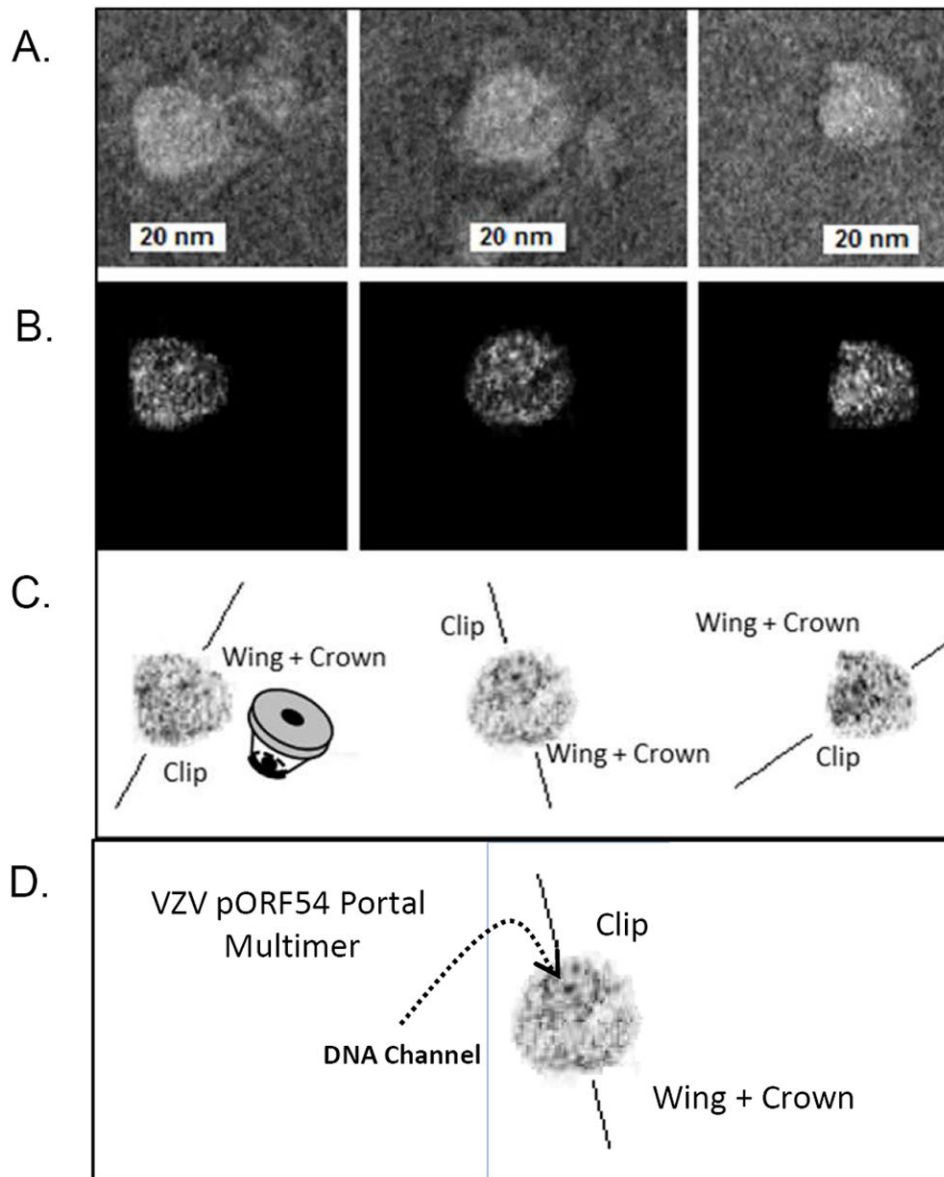 A.
20 nm
20 nm
20 nm
B.
C.
Wing + Crown
Clip
Clip
Wing + Crown
Wing + Crown
Clip
D.
VZV pORF54 Portal
Multimer
DNA Channel
Clip
Wing + Crown